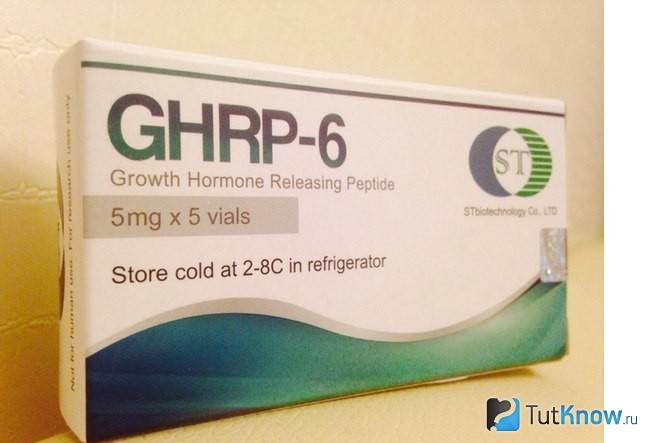 GHRP-6
Growth Hormone Releasing Peptide
5mg x 5 vials
Store cold at 2-8C in refrigerator
ST
STbiotechnology Co., LTD
Not for human use. For research use only
TutKnow.ru